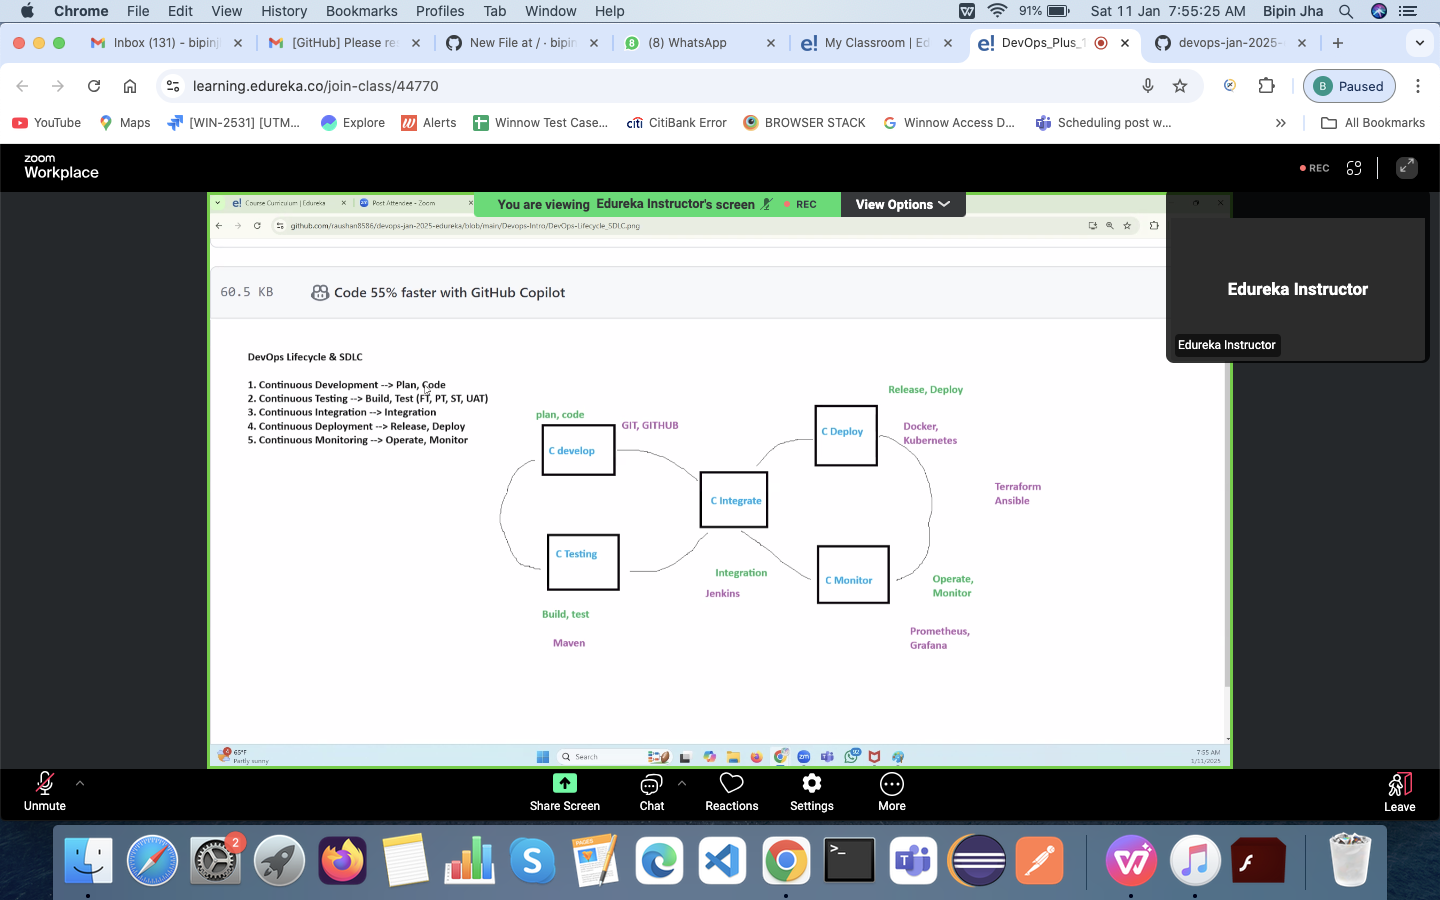 Chrome File Edit View History Bookmarks Profiles Tab Window Help 91% Sat 11 Jan 7:55:25 AM Bipin Jha
Inbox (131) - bipinj
[GitHub] Please re
New File at / · bipin
(8) WhatsApp
My Classroom | Ed
DevOps_Plus_1
devops-jan-2025-
learning.edureka.co/join-class/44770
B Paused
YouTube Maps [WIN-2531] [UTM... Explore Alerts Winnow Test Case... citi CitiBank Error BROWSER STACK Winnow Access D... Scheduling post w... » All Bookmarks
zoom
Workplace
REC
e! Course Curriculum | Edureka
Post Attendee - Zoom
You are viewing Edureka Instructor's screen REC
View Options
github.com/raushan8586/devops-jan-2025-edureka/blob/main/Devops-Intro/DevOps-Lifecycle_SDLC.png
60.5 KB Code 55% faster with GitHub Copilot
Edureka Instructor
Edureka Instructor
DevOps Lifecycle & SDLC
1. Continuous Development --> Plan, Code
2. Continuous Testing --> Build, Test (FT, PT, ST, UAT)
3. Continuous Integration --> Integration
4. Continuous Deployment --> Release, Deploy
5. Continuous Monitoring --> Operate, Monitor
plan, code
GIT, GITHUB
C develop
Release, Deploy
C Deploy
Docker,
Kubernetes
C Integrate
Terraform
Ansible
C Testing
Integration
Jenkins
C Monitor
Operate,
Monitor
Build, test
Maven
Prometheus,
Grafana
65°F
Partly sunny
Search
7:55 AM
1/11/2025
Unmute Share Screen Chat Reactions Settings More Leave
2